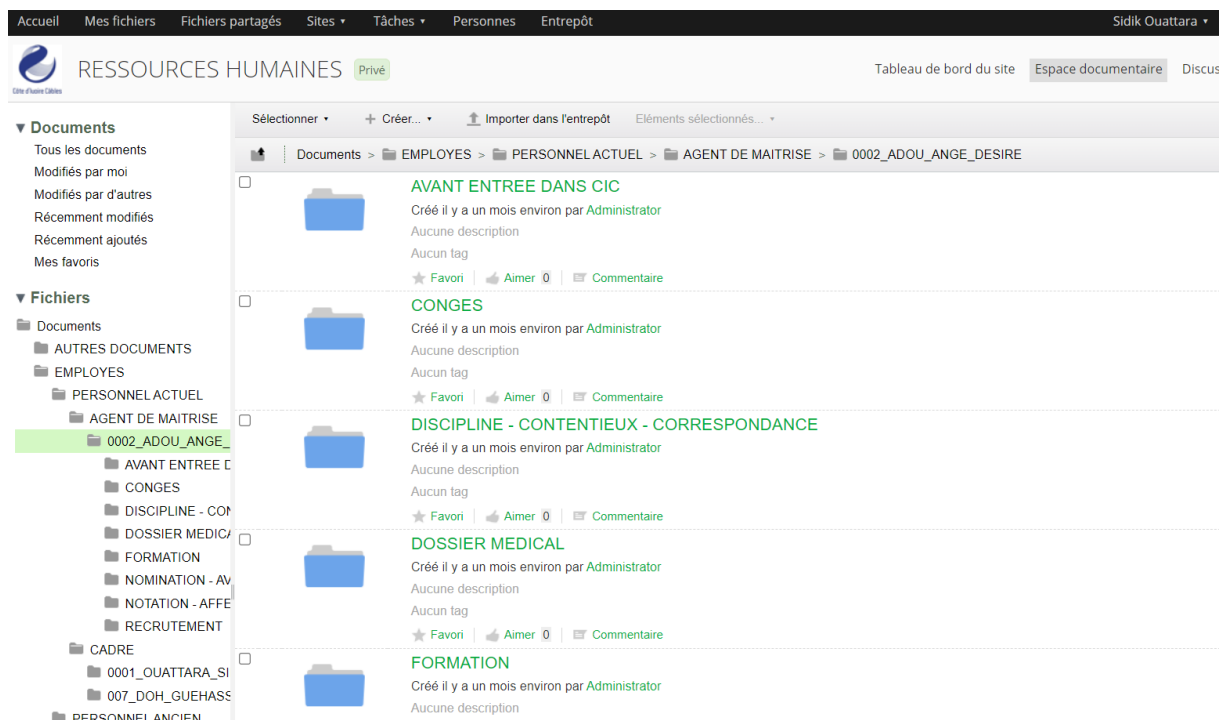 Accueil Mes fichiers Fichiers partagés Sites Tâches Personnes Entrepôt Sidik Ouattara
Côte d'Ivoire Câbles
RESSOURCES HUMAINES Privé Tableau de bord du site Espace documentaire Discus
Documents
Tous les documents
Modifiés par moi
Modifiés par d'autres
Récemment modifiés
Récemment ajoutés
Mes favoris
Fichiers
Documents
AUTRES DOCUMENTS
EMPLOYES
PERSONNEL ACTUEL
AGENT DE MAITRISE
0002_ADOU_ANGE_
AVANT ENTREE D
CONGES
DISCIPLINE - CON
DOSSIER MEDICA
FORMATION
NOMINATION - AV
NOTATION - AFFE
RECRUTEMENT
CADRE
0001_OUATTARA_SI
007_DOH_GUEHASS
PERSONNEL ANCIEN
Sélectionner + Créer... Importer dans l'entrepôt Eléments sélectionnés...
Documents > EMPLOYES > PERSONNEL ACTUEL > AGENT DE MAITRISE > 0002_ADOU_ANGE_DESIRE
AVANT ENTREE DANS CIC
Créé il y a un mois environ par Administrator
Aucune description
Aucun tag
Favori Aimer 0 Commentaire
CONGES
Créé il y a un mois environ par Administrator
Aucune description
Aucun tag
Favori Aimer 0 Commentaire
DISCIPLINE - CONTENTIEUX - CORRESPONDANCE
Créé il y a un mois environ par Administrator
Aucune description
Aucun tag
Favori Aimer 0 Commentaire
DOSSIER MEDICAL
Créé il y a un mois environ par Administrator
Aucune description
Aucun tag
Favori Aimer 0 Commentaire
FORMATION
Créé il y a un mois environ par Administrator
Aucune description